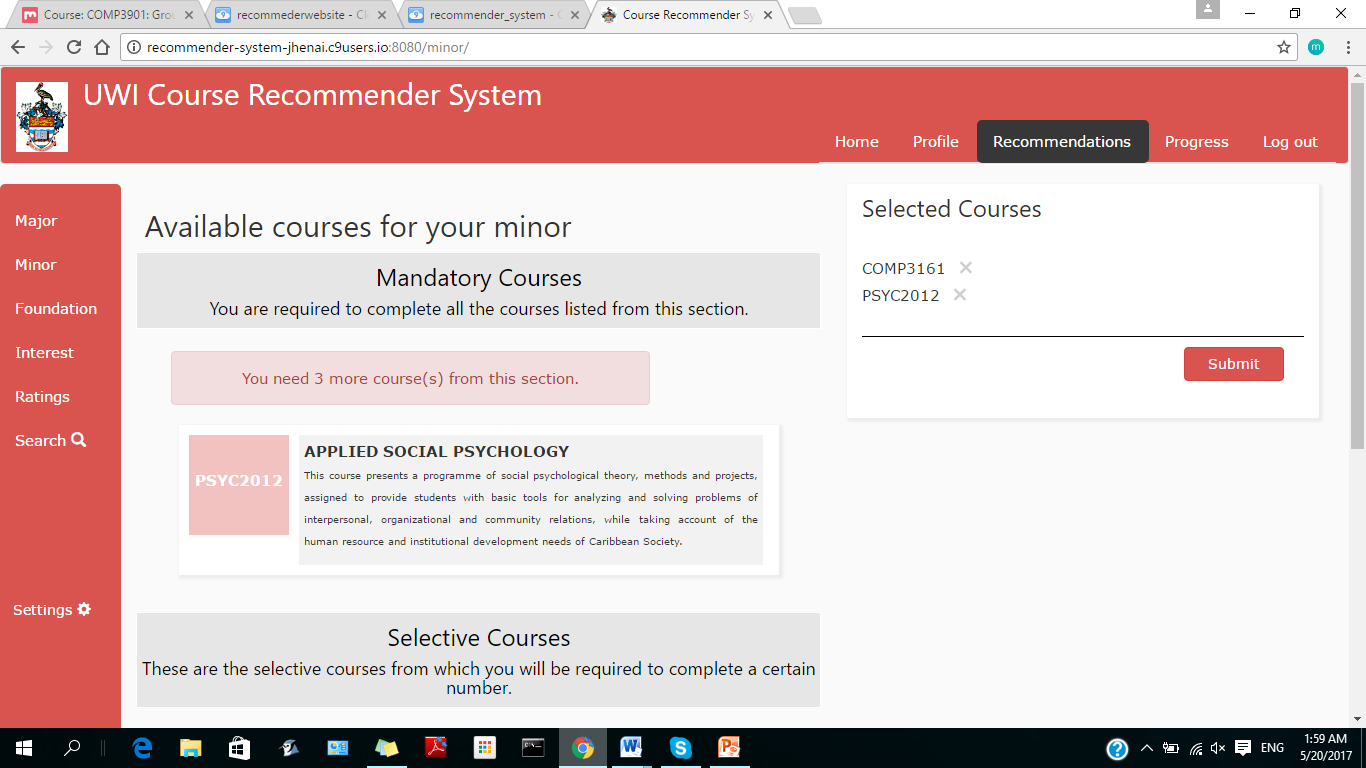 Course: COMP3901: Grou
recommederwebsite - Cl
recommender_system - C
Course Recommender Sy
recommender-system-jhenai.c9users.io:8080/minor/
m
UWI Course Recommender System
Home Profile Recommendations Progress Log out
Major
Minor
Foundation
Interest
Ratings
Search
Settings
Available courses for your minor
Mandatory Courses
You are required to complete all the courses listed from this section.
You need 3 more course(s) from this section.
PSYC2012
APPLIED SOCIAL PSYCHOLOGY
This course presents a programme of social psychological theory, methods and projects,
assigned to provide students with basic tools for analyzing and solving problems of
interpersonal, organizational and community relations, while taking account of the
human resource and institutional development needs of Caribbean Society.
Selective Courses
These are the selective courses from which you will be required to complete a certain
number.
Selected Courses
COMP3161
PSYC2012
Submit
ENG
1:59 AM
5/20/2017